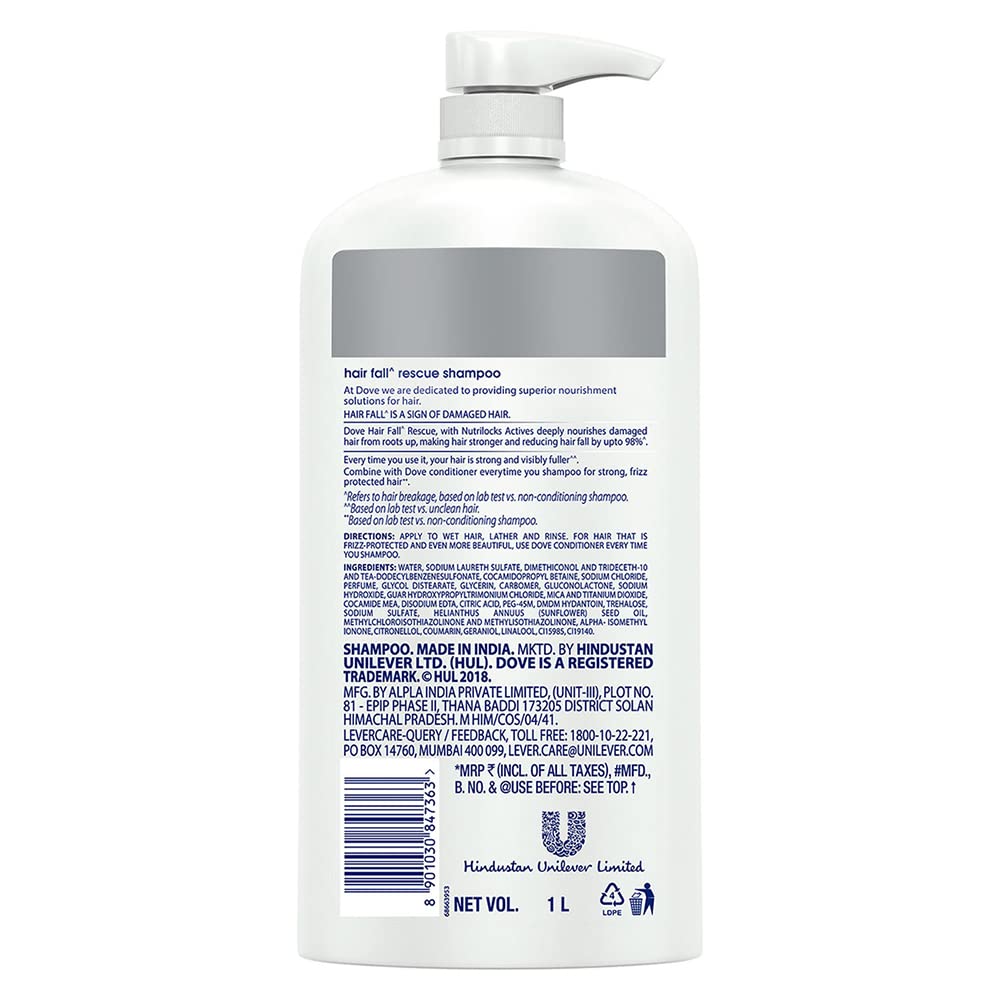 hair fall^ rescue shampoo
At Dove we are dedicated to providing superior nourishment
solutions for hair.
HAIR FALL^ IS A SIGN OF DAMAGED HAIR.
Dove Hair Fall^ Rescue, with Nutrilocks Actives deeply nourishes damaged
hair from roots up, making hair stronger and reducing hair fall by upto 98%^.
Every time you use it, your hair is strong and visibly fuller^^.
Combine with Dove conditioner everytime you shampoo for strong, frizz
protected hair**.
^Refers to hair breakage, based on lab test vs. non-conditioning shampoo.
^^Based on lab test vs. unclean hair.
**Based on lab test vs. non-conditioning shampoo.
DIRECTIONS: APPLY TO WET HAIR, LATHER AND RINSE. FOR HAIR THAT IS
FRIZZ-PROTECTED AND EVEN MORE BEAUTIFUL, USE DOVE CONDITIONER EVERY TIME
YOU SHAMPOO.
INGREDIENTS: WATER, SODIUM LAURETH SULFATE, DIMETHICONOL AND TRIDECETH-10
AND TEA-DODECYLBENZENESULFONATE, COCAMIDOPROPYL BETAINE, SODIUM CHLORIDE,
PERFUME, GLYCOL DISTEARATE, GLYCERIN, CARBOMER, GLUCONOLACTONE, SODIUM
HYDROXIDE, GUAR HYDROXYPROPYLTRIMONIUM CHLORIDE, MICA AND TITANIUM DIOXIDE,
COCAMIDE MEA, DISODIUM EDTA, CITRIC ACID, PEG-45M, DMDM HYDANTOIN, TREHALOSE,
SODIUM SULFATE, HELIANTHUS ANNUUS (SUNFLOWER) SEED OIL,
METHYLCHLOROISOTHIAZOLINONE AND METHYLISOTHIAZOLINONE, ALPHA- ISOMETHYL
IONONE, CITRONELLOL, COUMARIN, GERANIOL, LINALOOL, CI15985, CI19140.
SHAMPOO. MADE IN INDIA. MKTD. BY HINDUSTAN
UNILEVER LTD. (HUL). DOVE IS A REGISTERED
TRADEMARK. © HUL 2018.
MFG. BY ALPLA INDIA PRIVATE LIMITED, (UNIT-III), PLOT NO.
81 - EPIP PHASE II, THANA BADDI 173205 DISTRICT SOLAN
HIMACHAL PRADESH. M HIM/COS/04/41.
LEVERCARE-QUERY / FEEDBACK, TOLL FREE: 1800-10-22-221,
PO BOX 14760, MUMBAI 400 099, LEVER.CARE@UNILEVER.COM
*MRP ₹ (INCL. OF ALL TAXES), #MFD.,
B. NO. & @USE BEFORE: SEE TOP. †
8 901030 847363 >
68663953
Hindustan Unilever Limited
NET VOL. 1 L
4
LDPE